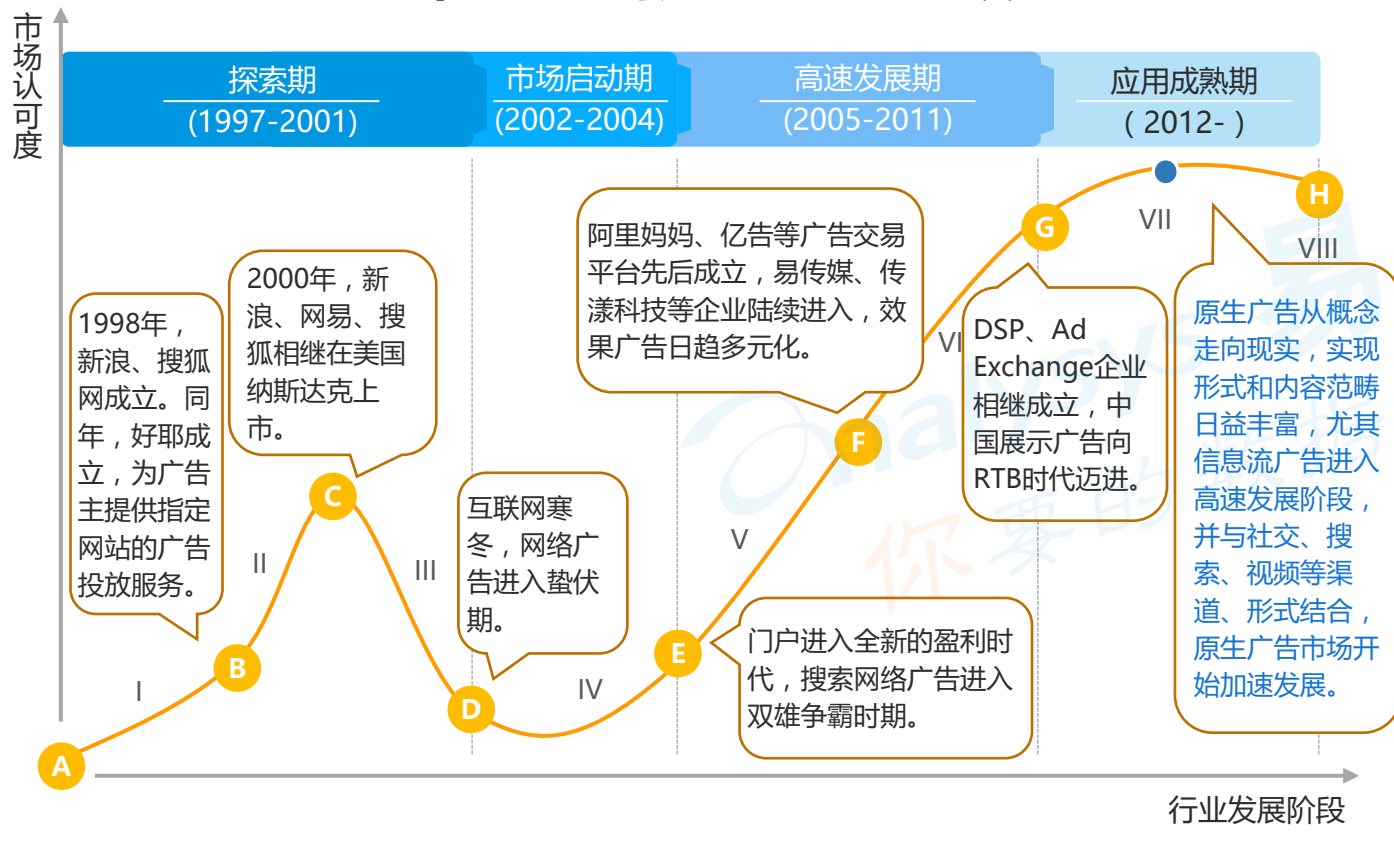 市场认可度
探索期
(1997-2001)
市场启动期
(2002-2004)
高速发展期
(2005-2011)
应用成熟期
( 2012- )
1998年，
新浪、搜狐
网成立。同
年，好耶成
立，为广告
主提供指定
网站的广告
投放服务。
2000年，新
浪、网易、搜
狐相继在美国
纳斯达克上
市。
互联网寒
冬，网络广
告进入蛰伏
期。
门户进入全新的盈利时
代，搜索网络广告进入
双雄争霸时期。
阿里妈妈、亿告等广告交易
平台先后成立，易传媒、传
漾科技等企业陆续进入，效
果广告日趋多元化。
DSP、Ad
Exchange企业
相继成立，中
国展示广告向
RTB时代迈进。
原生广告从概念
走向现实，实现
形式和内容范畴
日益丰富，尤其
信息流广告进入
高速发展阶段，
并与社交、搜
索、视频等渠
道、形式结合，
原生广告市场开
始加速发展。
A
I
B
II
C
III
D
IV
E
V
F
VI
G
VII
H
VIII
行业发展阶段
nalysys易
你要的数据